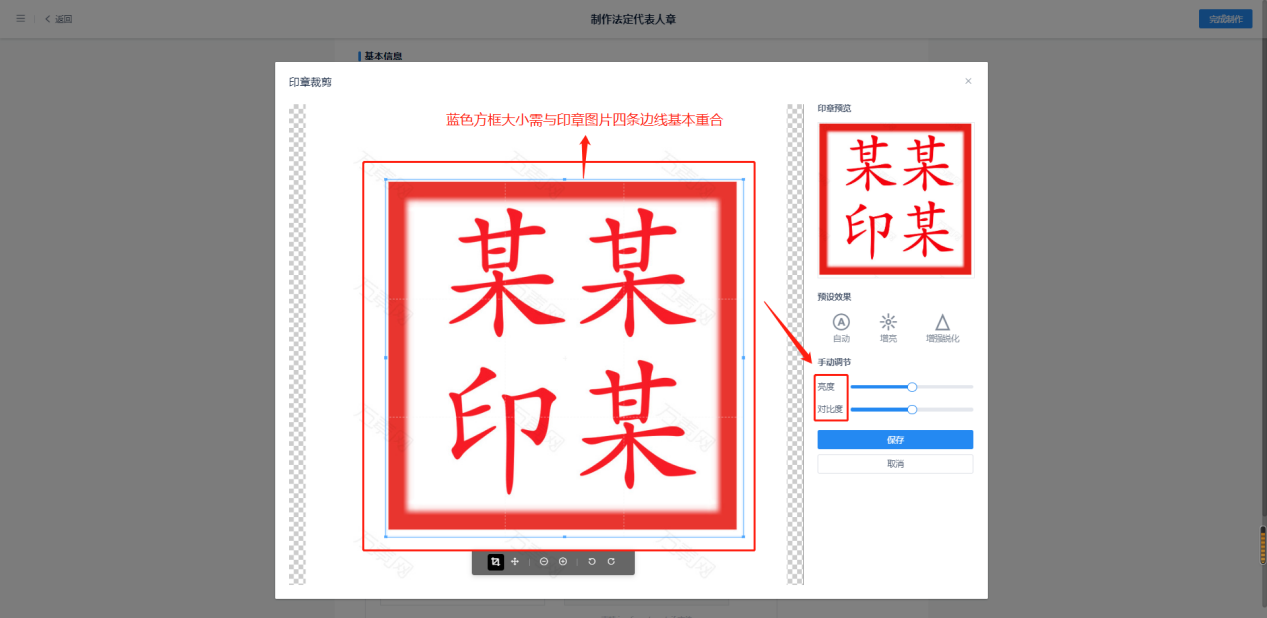 返回
制作法定代表人章
完成制作
基本信息
印章裁剪
×
蓝色方框大小需与印章图片四条边线基本重合
某某
印某
印章预览
某某
印某
预设效果
A
自动
增亮
增强锐化
手动调节
亮度
对比度
保存
取消